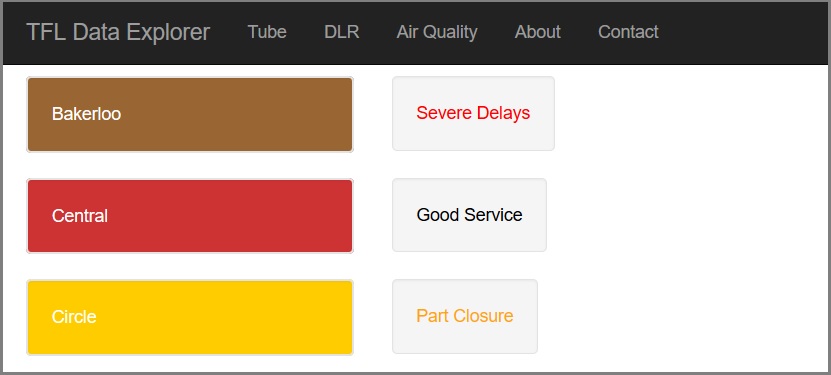 TFL Data Explorer Tube DLR Air Quality About Contact
Bakerloo Severe Delays
Central Good Service
Circle Part Closure